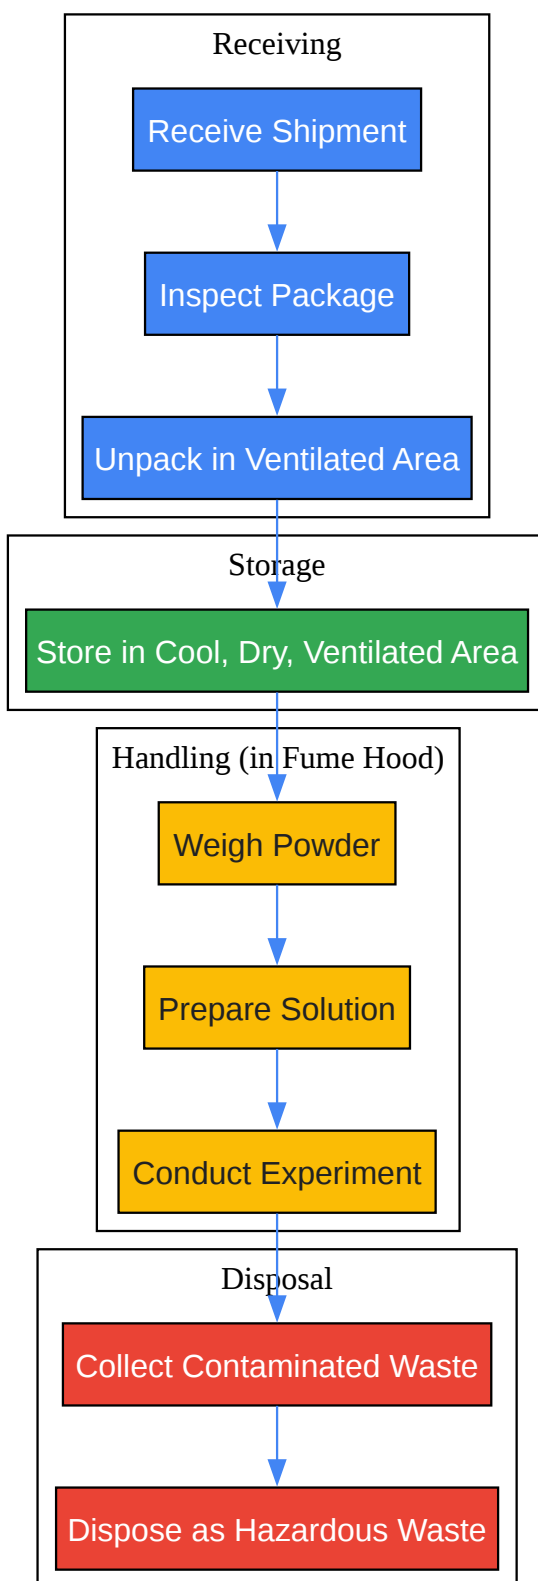 Receiving
Receive Shipment
Inspect Package
Unpack in Ventilated Area
Storage
Store in Cool, Dry, Ventilated Area
Handling (in Fume Hood)
Weigh Powder
Prepare Solution
Conduct Experiment
Disposal
Collect Contaminated Waste
Dispose as Hazardous Waste